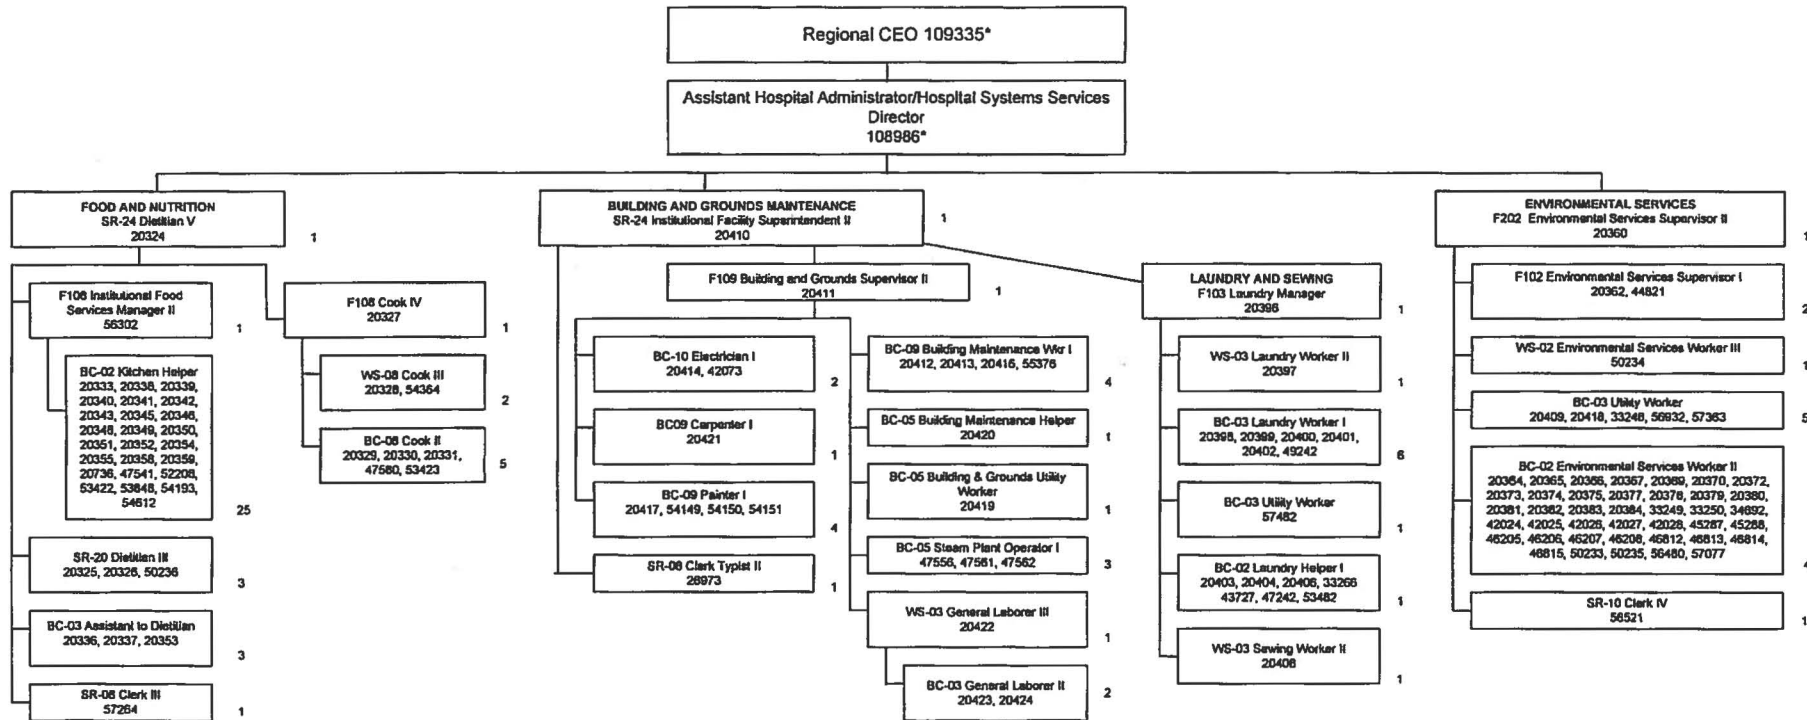 Regional CEO 109335*
Assistant Hospital Administrator/Hospital Systems Services
Director
108986*
FOOD AND NUTRITION
SR-24 Dietitian V
20324
1
F106 Institutional Food
Services Manager II
56302
1
BC-02 Kitchen Helper
20333, 20338, 20339,
20340, 20341, 20342,
20343, 20345, 20346,
20348, 20349, 20350,
20351, 20352, 20354,
20355, 20358, 20359,
20736, 47541, 52208,
53422, 53848, 54193,
54612
25
SR-20 Dietitian III
20325, 20326, 50236
3
BC-03 Assistant to Dietitian
20336, 20337, 20353
3
SR-08 Clerk III
57264
1
F108 Cook IV
20327
1
WS-08 Cook III
20328, 54364
2
BC-08 Cook II
20329, 20330, 20331,
47580, 53423
5
BUILDING AND GROUNDS MAINTENANCE
SR-24 Institutional Facility Superintendent II
20410
1
F109 Building and Grounds Supervisor II
20411
1
BC-10 Electrician I
20414, 42073
2
BC09 Carpenter I
20421
1
BC-09 Painter I
20417, 54149, 54150, 54151
4
SR-08 Clerk Typist II
26973
1
BC-09 Building Maintenance Wkr I
20412, 20413, 20416, 55376
4
BC-05 Building Maintenance Helper
20420
1
BC-05 Building & Grounds Utility
Worker
20419
1
BC-05 Steam Plant Operator I
47556, 47561, 47562
3
WS-03 General Laborer III
20422
1
BC-03 General Laborer II
20423, 20424
2
LAUNDRY AND SEWING
F103 Laundry Manager
20396
1
WS-03 Laundry Worker II
20397
1
BC-03 Laundry Worker I
20398, 20399, 20400, 20401,
20402, 49242
6
BC-03 Utility Worker
57482
1
BC-02 Laundry Helper I
20403, 20404, 20406, 33266
43727, 47242, 53482
1
WS-03 Sewing Worker II
20408
1
ENVIRONMENTAL SERVICES
F202 Environmental Services Supervisor II
20360
1
F102 Environmental Services Supervisor I
20362, 44821
2
WS-02 Environmental Services Worker III
50234
1
BC-03 Utility Worker
20409, 20418, 33248, 56932, 57363
5
BC-02 Environmental Services Worker II
20364, 20365, 20366, 20367, 20369, 20370, 20372,
20373, 20374, 20375, 20377, 20378, 20379, 20380,
20381, 20382, 20383, 20384, 33249, 33250, 34692,
42024, 42025, 42026, 42027, 42028, 45287, 45288,
46205, 46206, 46207, 46208, 46812, 46813, 46814,
46815, 50233, 50235, 56480, 57077
SR-10 Clerk IV
56521
1